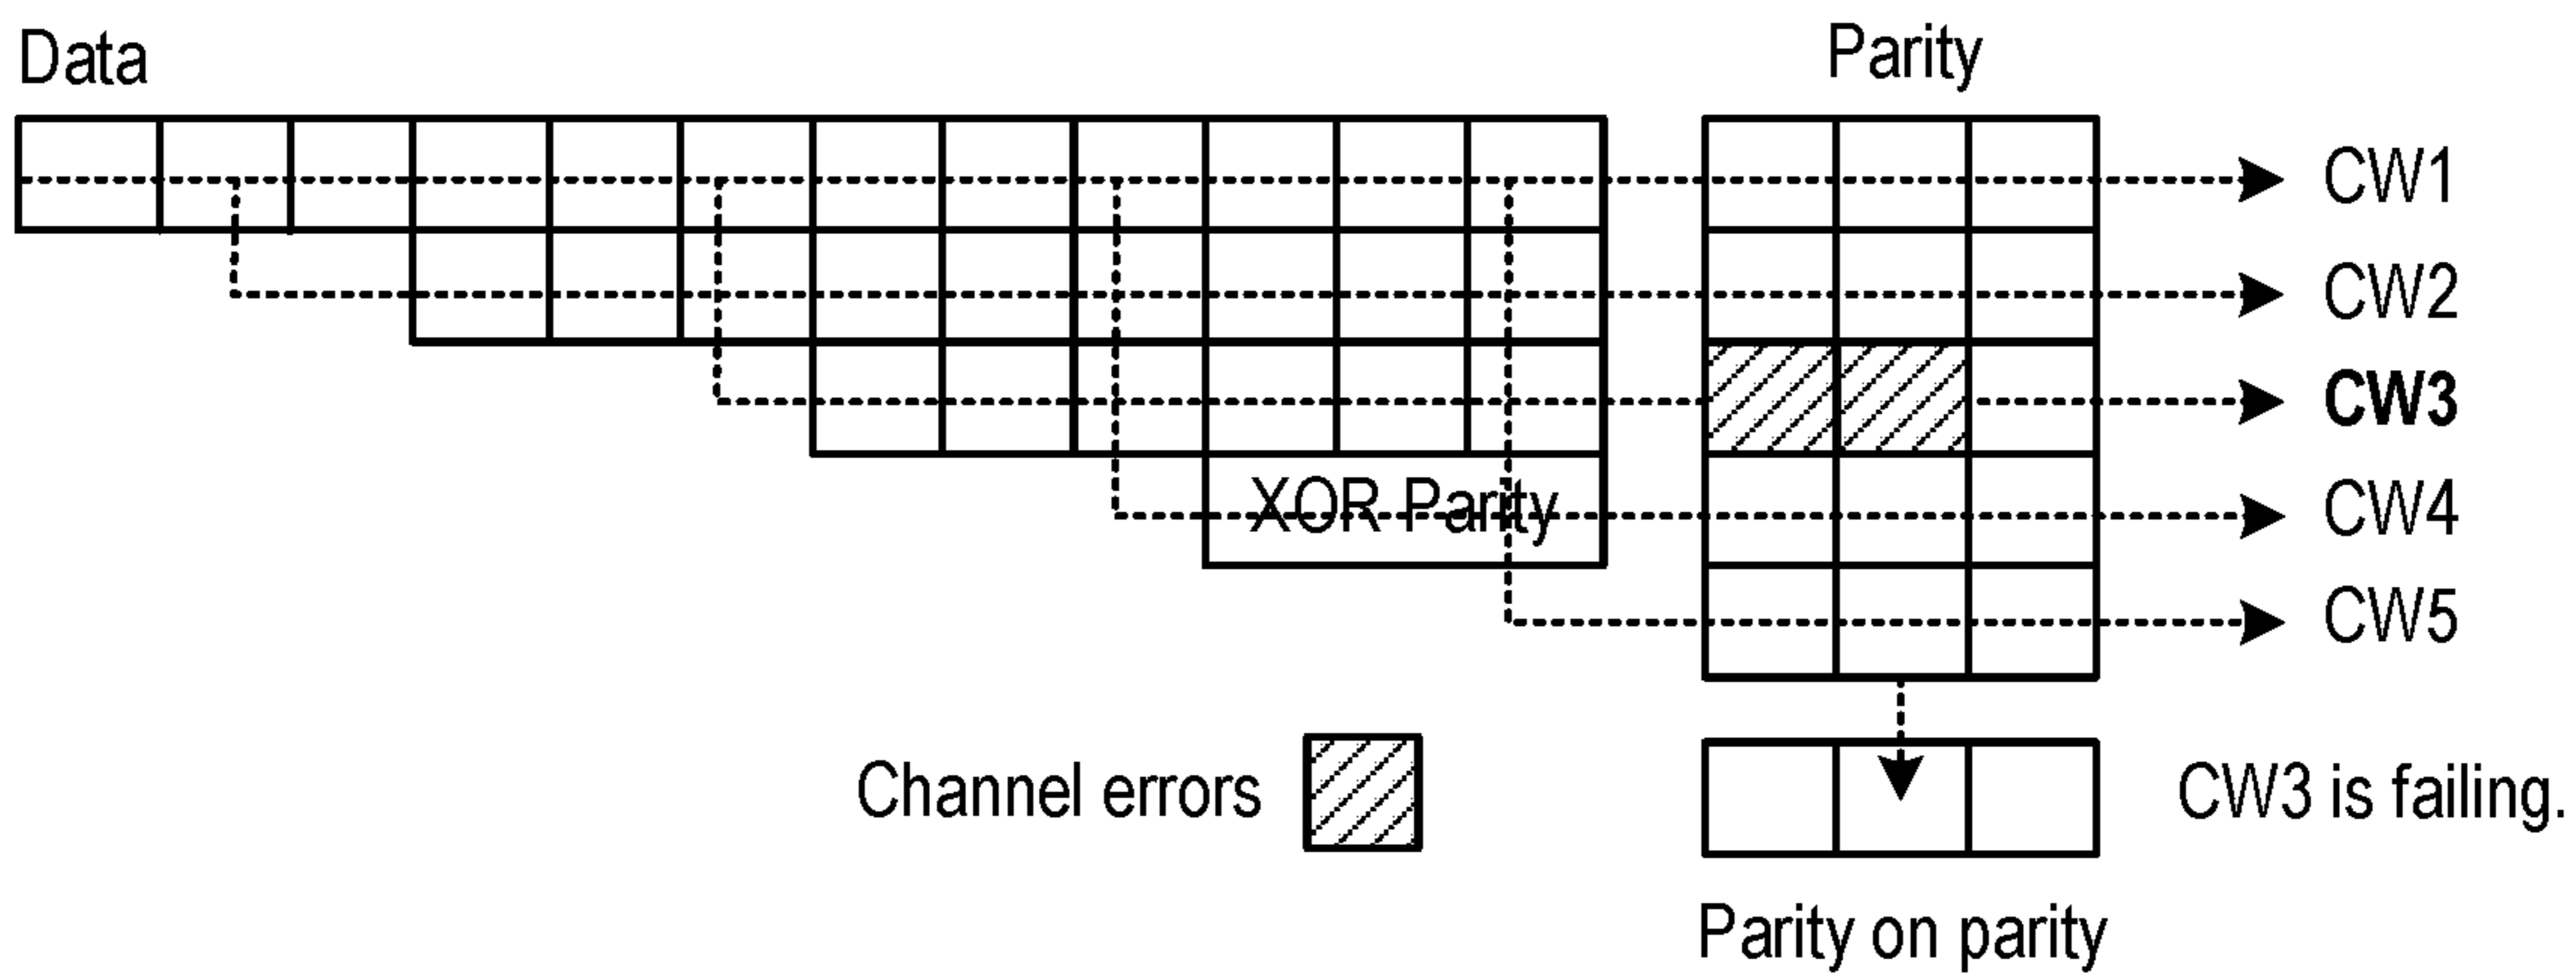 Data
Parity
CW1
CW2
CW3
XOR Parity
CW4
CW5
Channel errors
CW3 is failing.
Parity on parity